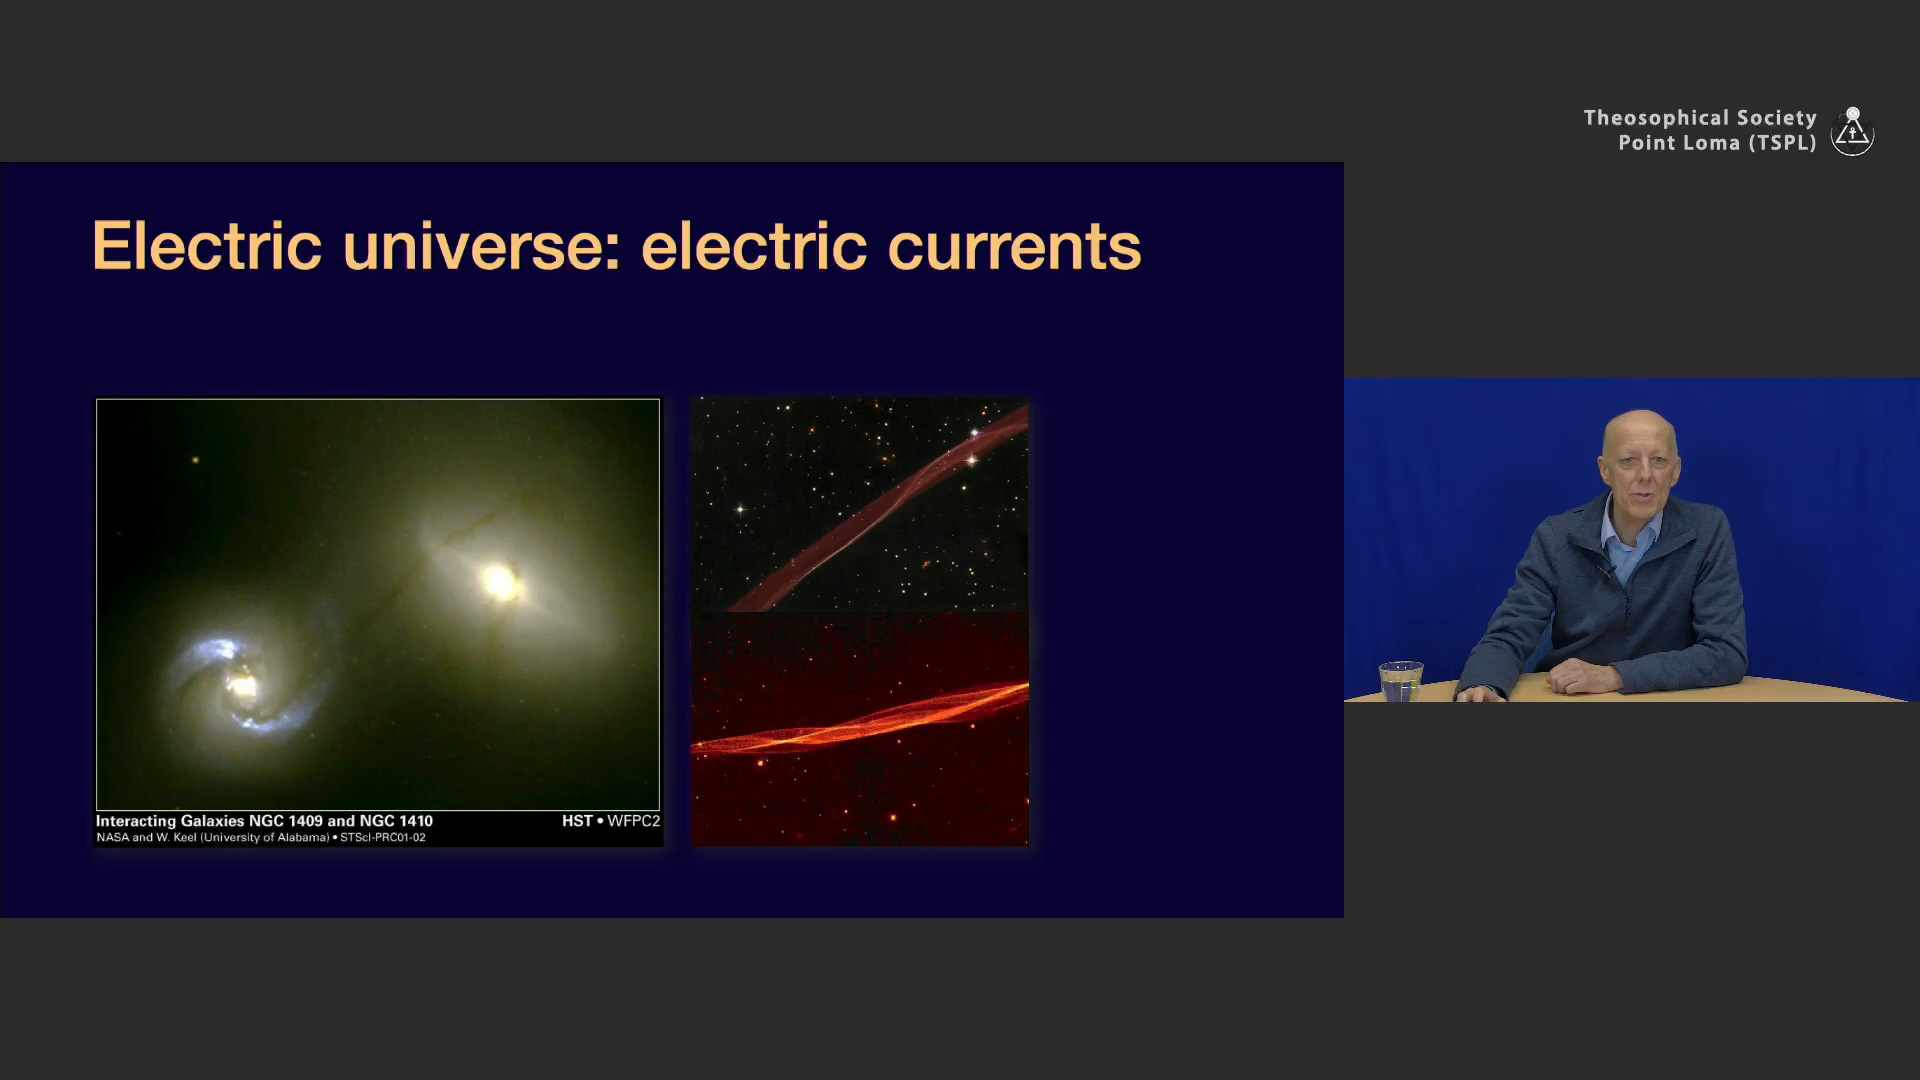 Theosophical Society
Point Loma (TSPL)
Electric universe: electric currents
Interacting Galaxies NGC 1409 and NGC 1410
HST • WFPC2
NASA and W. Keel (University of Alabama) • STScI-PRC01-02